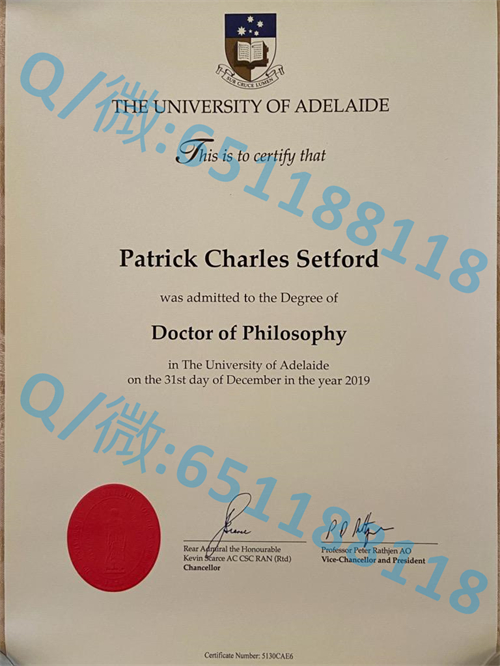 SUB CRUCE LUMEN
THE UNIVERSITY OF ADELAIDE
This is to certify that
Patrick Charles Setford
was admitted to the Degree of
Doctor of Philosophy
in The University of Adelaide
on the 31st day of December in the year 2019
Rear Admiral the Honourable
Kevin Scarce AC CSC RAN (Rtd)
Chancellor
Professor Peter Rathjen AO
Vice-Chancellor and President
Certificate Number: 5130CAE6
Q/微:651188118
Q/微:651188118